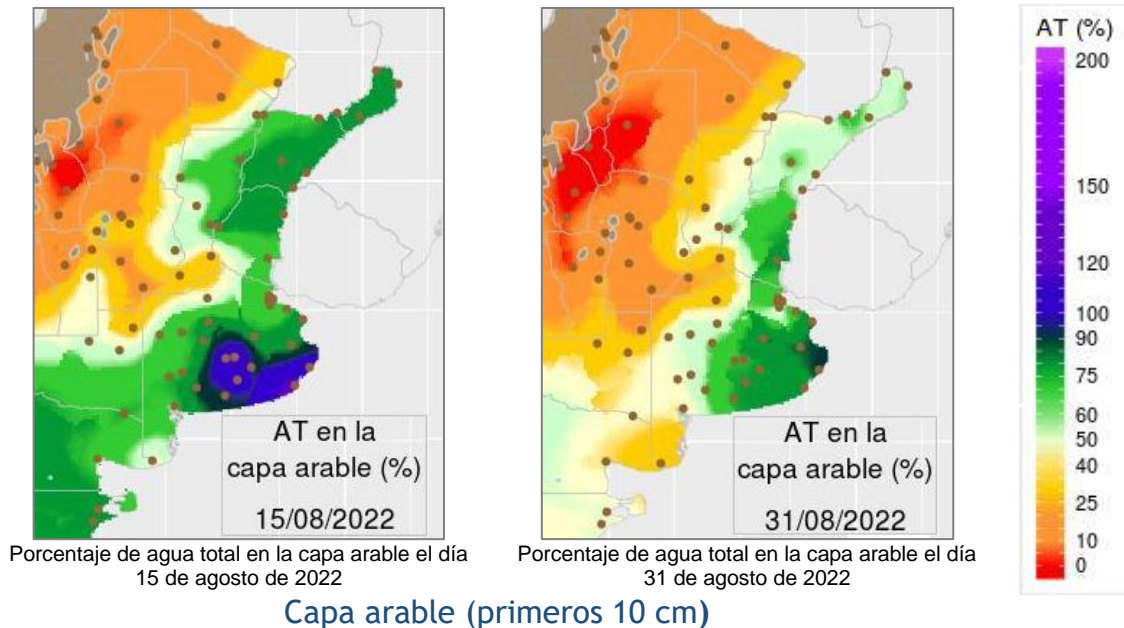 AT en la
capa arable (%)
15/08/2022
AT en la
capa arable (%)
31/08/2022
AT (%)
200
150
120
100
90
80
60
50
40
25
10
0
Porcentaje de agua total en la capa arable el día
15 de agosto de 2022
Porcentaje de agua total en la capa arable el día
31 de agosto de 2022
Capa arable (primeros 10 cm)